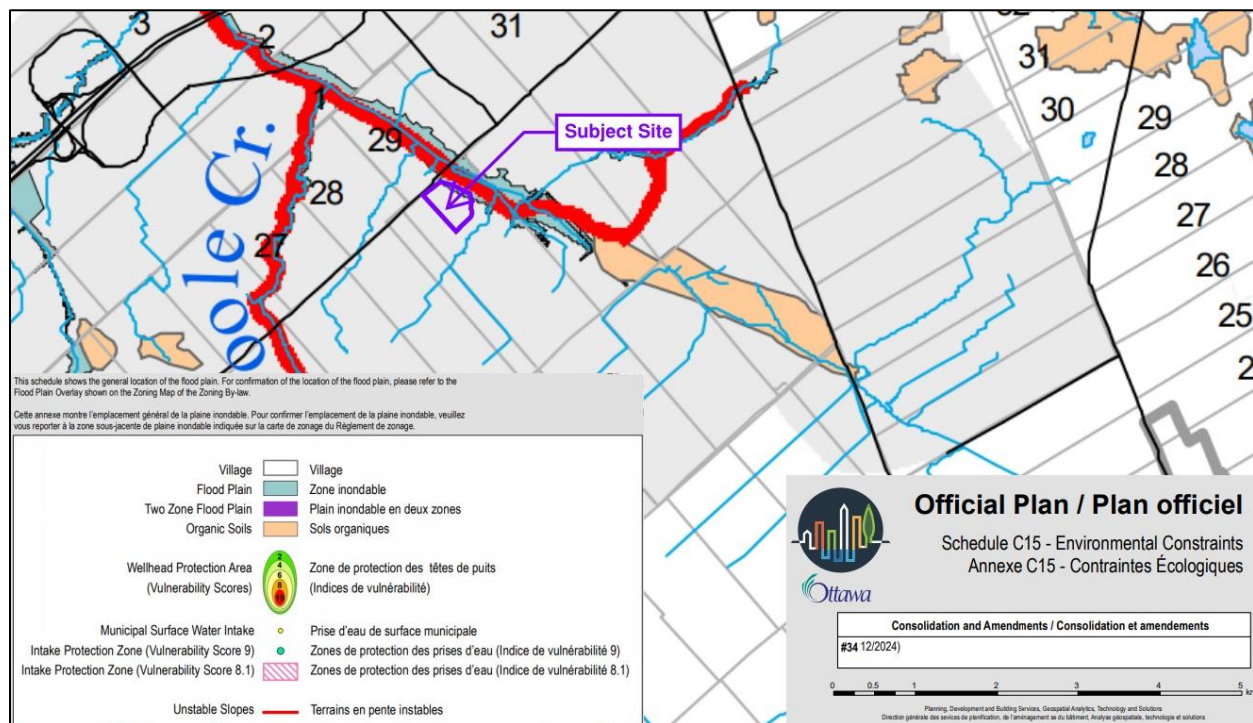 3
2
31
1
29
28
27
Subject Site
31
30
29
28
27
26
25
2
oole Cr.
This schedule shows the general location of the flood plain. For confirmation of the location of the flood plain, please refer to the
Flood Plain Overlay shown on the Zoning Map of the Zoning By-law.
Cette annexe montre l'emplacement général de la plaine inondable. Pour confirmer l'emplacement de la plaine inondable, veuillez
vous reporter à la zone sous-jacente de plaine inondable indiquée sur la carte de zonage du Règlement de zonage.
Village Village
Flood Plain Zone inondable
Two Zone Flood Plain Plain inondable en deux zones
Organic Soils Sols organiques
2
4
6
8
10
Wellhead Protection Area Zone de protection des têtes de puits
(Vulnerability Scores) (Indices de vulnérabilité)
Municipal Surface Water Intake Prise d'eau de surface municipale
Intake Protection Zone (Vulnerability Score 9) Zones de protection des prises d'eau (Indice de vulnérabilité 9)
Intake Protection Zone (Vulnerability Score 8.1) Zones de protection des prises d'eau (Indice de vulnérabilité 8.1)
Unstable Slopes Terrains en pente instables
Ottawa
Official Plan / Plan officiel
Schedule C15 - Environmental Constraints
Annexe C15 - Contraintes Écologiques
Consolidation and Amendments / Consolidation et amendements
#34 12/2024)
0 0.5 1 2 3 4 5
km
Planning, Development and Building Services, Geospatial Analytics, Technology and Solutions
Direction générale des services de planification, de l'aménagement se du bâtiment, Analyse géospatiale, technologie et solutions